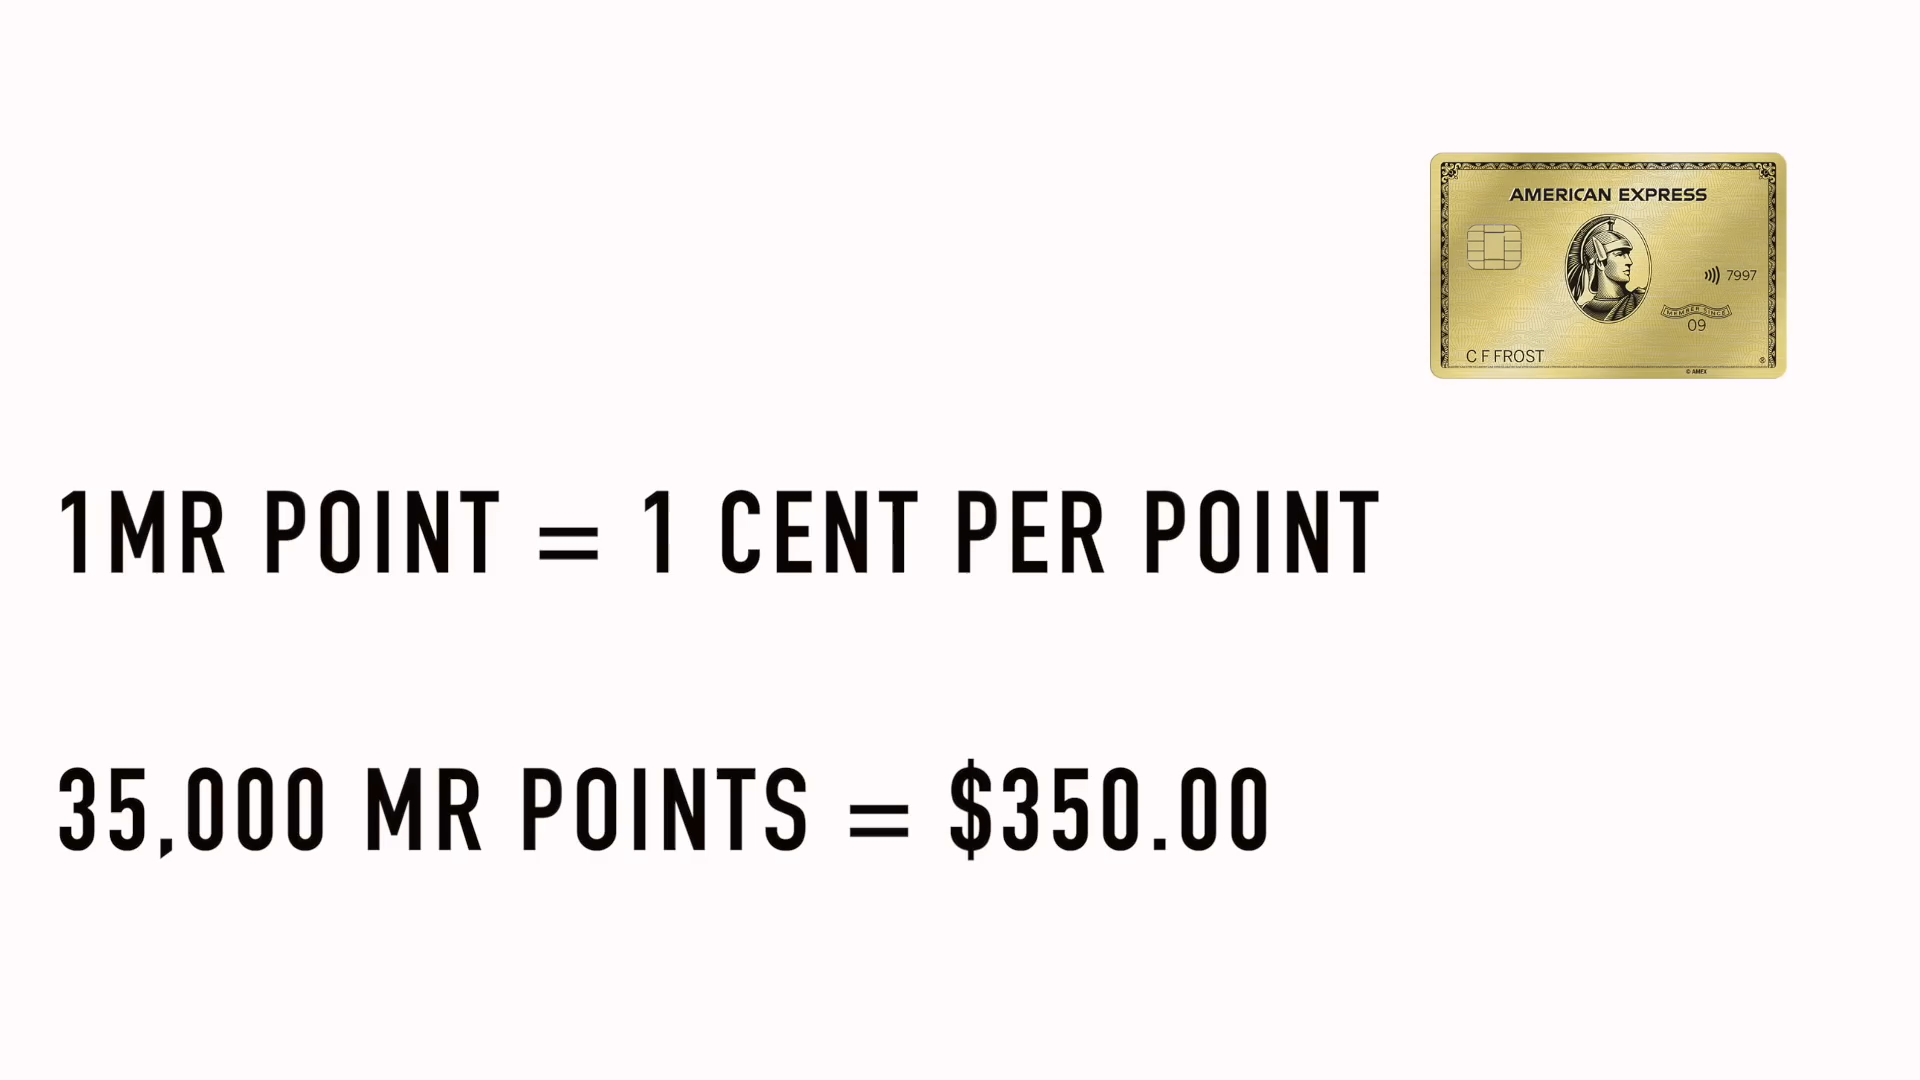 AMERICAN EXPRESS
7997
MEMBER SINCE
09
C F FROST
®
© AMEX
1MR POINT = 1 CENT PER POINT
35,000 MR POINTS = $350.00